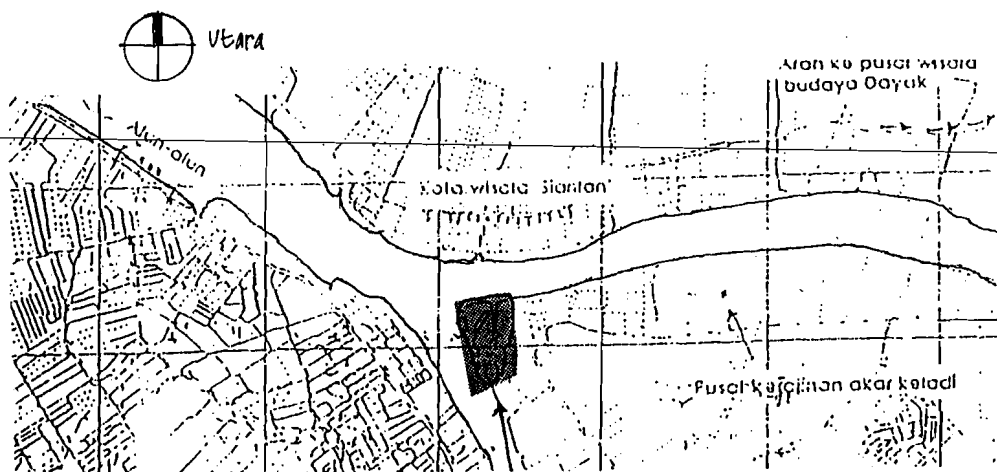 Utara
Arah ke pusat wisata
budaya Dayak
Alun-alun
Kota wisata Siantan
Pusat kerajinan akar keladi